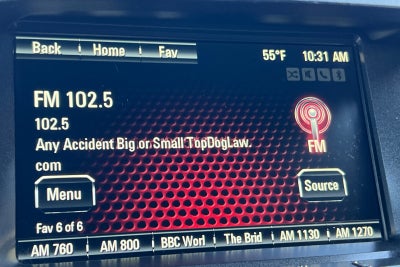 Back Home Fav 55°F 10:31 AM
FM 102.5
102.5
Any Accident Big or Small TopDogLaw.
com
FM
Menu Source
Fav 6 of 6
AM 760 AM 800 BBC Worl The Brid AM 1130 AM 1270